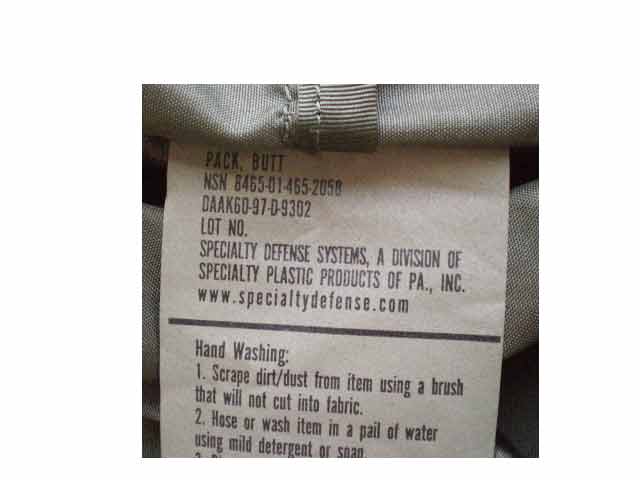 PACK, BUTT
NSN 8465-01-465-2058
DAAK60-97-D-9302
LOT NO.
SPECIALTY DEFENSE SYSTEMS, A DIVISION OF
SPECIALTY PLASTIC PRODUCTS OF PA., INC.
www.specialtydefense.com
Hand Washing:
1. Scrape dirt/dust from item using a brush
that will not cut into fabric.
2. Hose or wash item in a pail of water
using mild detergent or soap.